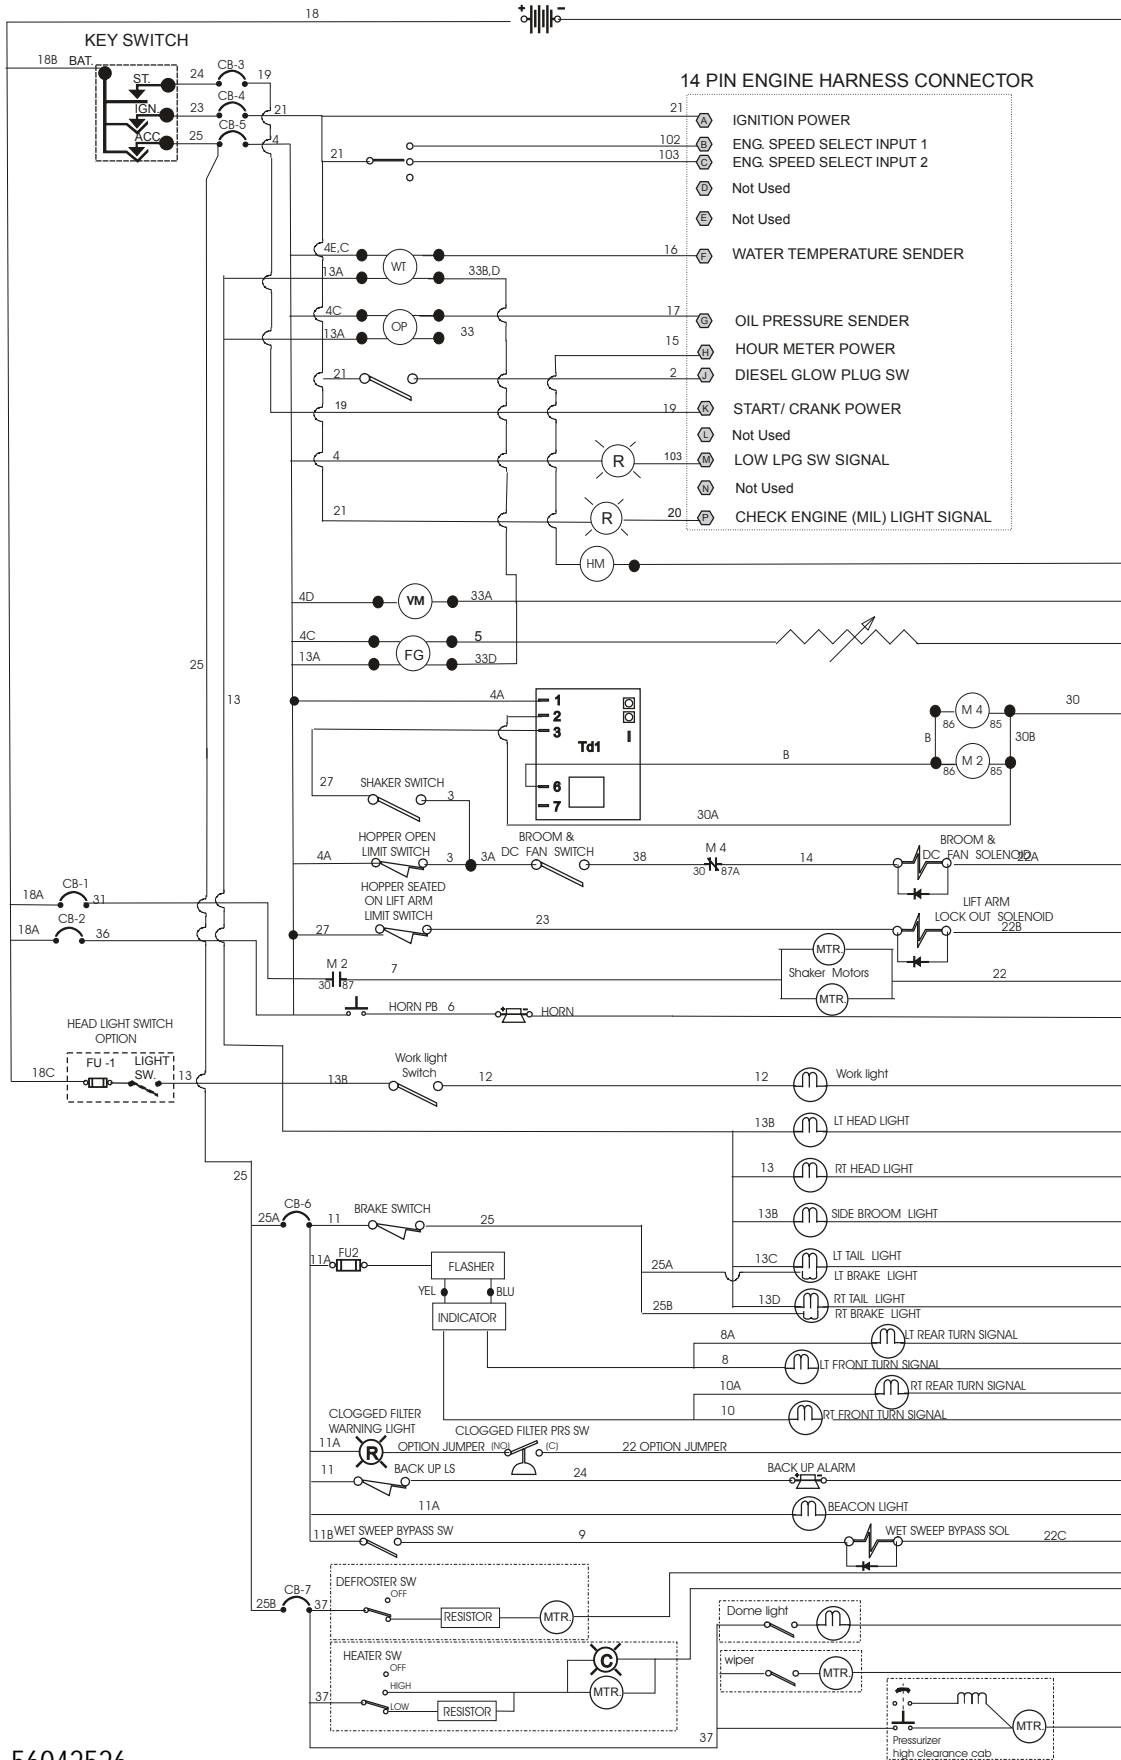 18
+ −
KEY SWITCH
18B BAT.
ST. 24 CB-3 19
IGN. 23 CB-4 21
ACC. 25 CB-5 4
14 PIN ENGINE HARNESS CONNECTOR
21 A IGNITION POWER
102 B ENG. SPEED SELECT INPUT 1
21 103 C ENG. SPEED SELECT INPUT 2
D Not Used
E Not Used
4E,C WT 16 F WATER TEMPERATURE SENDER
13A 33B,D
4C OP 17 G OIL PRESSURE SENDER
13A 33
15 H HOUR METER POWER
21 2 J DIESEL GLOW PLUG SW
19 19 K START/ CRANK POWER
L Not Used
4 R 103 M LOW LPG SW SIGNAL
N Not Used
21 R 20 P CHECK ENGINE (MIL) LIGHT SIGNAL
HM
4D VM 33A
4C FG 5
13A 33D
25
13
4A 1
2
3
Td1
I
6
7
M 4
86 85
30
B
B
30B
M 2
86 85
30A
27 SHAKER SWITCH
3
HOPPER OPEN
LIMIT SWITCH
4A 3 3A
BROOM &
DC FAN SWITCH
38
M 4
30 87A
14
BROOM &
DC FAN SOLENOID
22A
HOPPER SEATED
ON LIFT ARM
LIMIT SWITCH
27
23
LIFT ARM
LOCK OUT SOLENOID
22B
18A CB-1 31
18A CB-2 36
M 2
30 87
7
MTR.
Shaker Motors
MTR.
22
HORN PB 6 + − HORN
HEAD LIGHT SWITCH
OPTION
18C FU -1 LIGHT
SW. 13
13B
Work light
Switch
12
12 Work light
13B LT HEAD LIGHT
13 RT HEAD LIGHT
13B SIDE BROOM LIGHT
13C LT TAIL LIGHT
25A LT BRAKE LIGHT
13D RT TAIL LIGHT
25B RT BRAKE LIGHT
25
25A CB-6 11 BRAKE SWITCH 25
11A FU2
FLASHER
YEL BLU
INDICATOR
8A LT REAR TURN SIGNAL
8 LT FRONT TURN SIGNAL
10A RT REAR TURN SIGNAL
10 RT FRONT TURN SIGNAL
CLOGGED FILTER
WARNING LIGHT
11A R OPTION JUMPER (NO) CLOGGED FILTER PRS SW (C) 22 OPTION JUMPER
11 BACK UP LS 24 BACK UP ALARM + −
11A BEACON LIGHT
11B WET SWEEP BYPASS SW 9 WET SWEEP BYPASS SOL 22C
25B CB-7 37
DEFROSTER SW
OFF
RESISTOR MTR.
HEATER SW
OFF
HIGH
37 LOW RESISTOR
C
MTR.
Dome light
wiper MTR.
37
MTR.
Pressurizer
high clearance cab
56042526